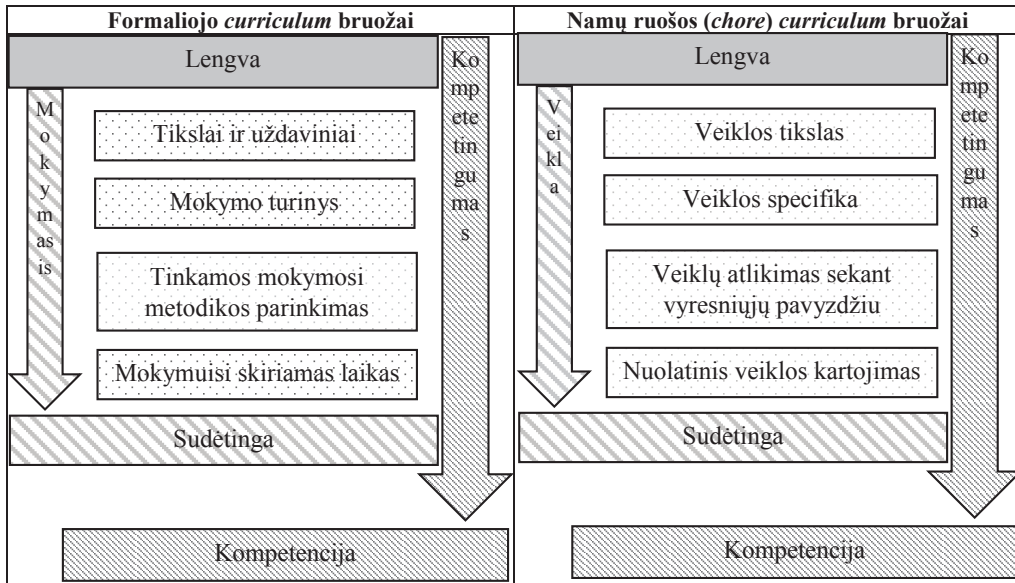 Formaliojo curriculum bruožai
Lengva
M
o
k
y
m
as
is
Ko
mp
ete
tin
gu
ma
s
Tikslai ir uždaviniai
Mokymo turinys
Tinkamos mokymosi
metodikos parinkimas
Mokymuisi skiriamas laikas
Sudėtinga
Kompetencija
Namų ruošos (chore) curriculum bruožai
Lengva
V
ei
kl
a
Ko
mp
ete
tin
gu
ma
s
Veiklos tikslas
Veiklos specifika
Veiklų atlikimas sekant
vyresniųjų pavyzdžiu
Nuolatinis veiklos kartojimas
Sudėtinga
Kompetencija